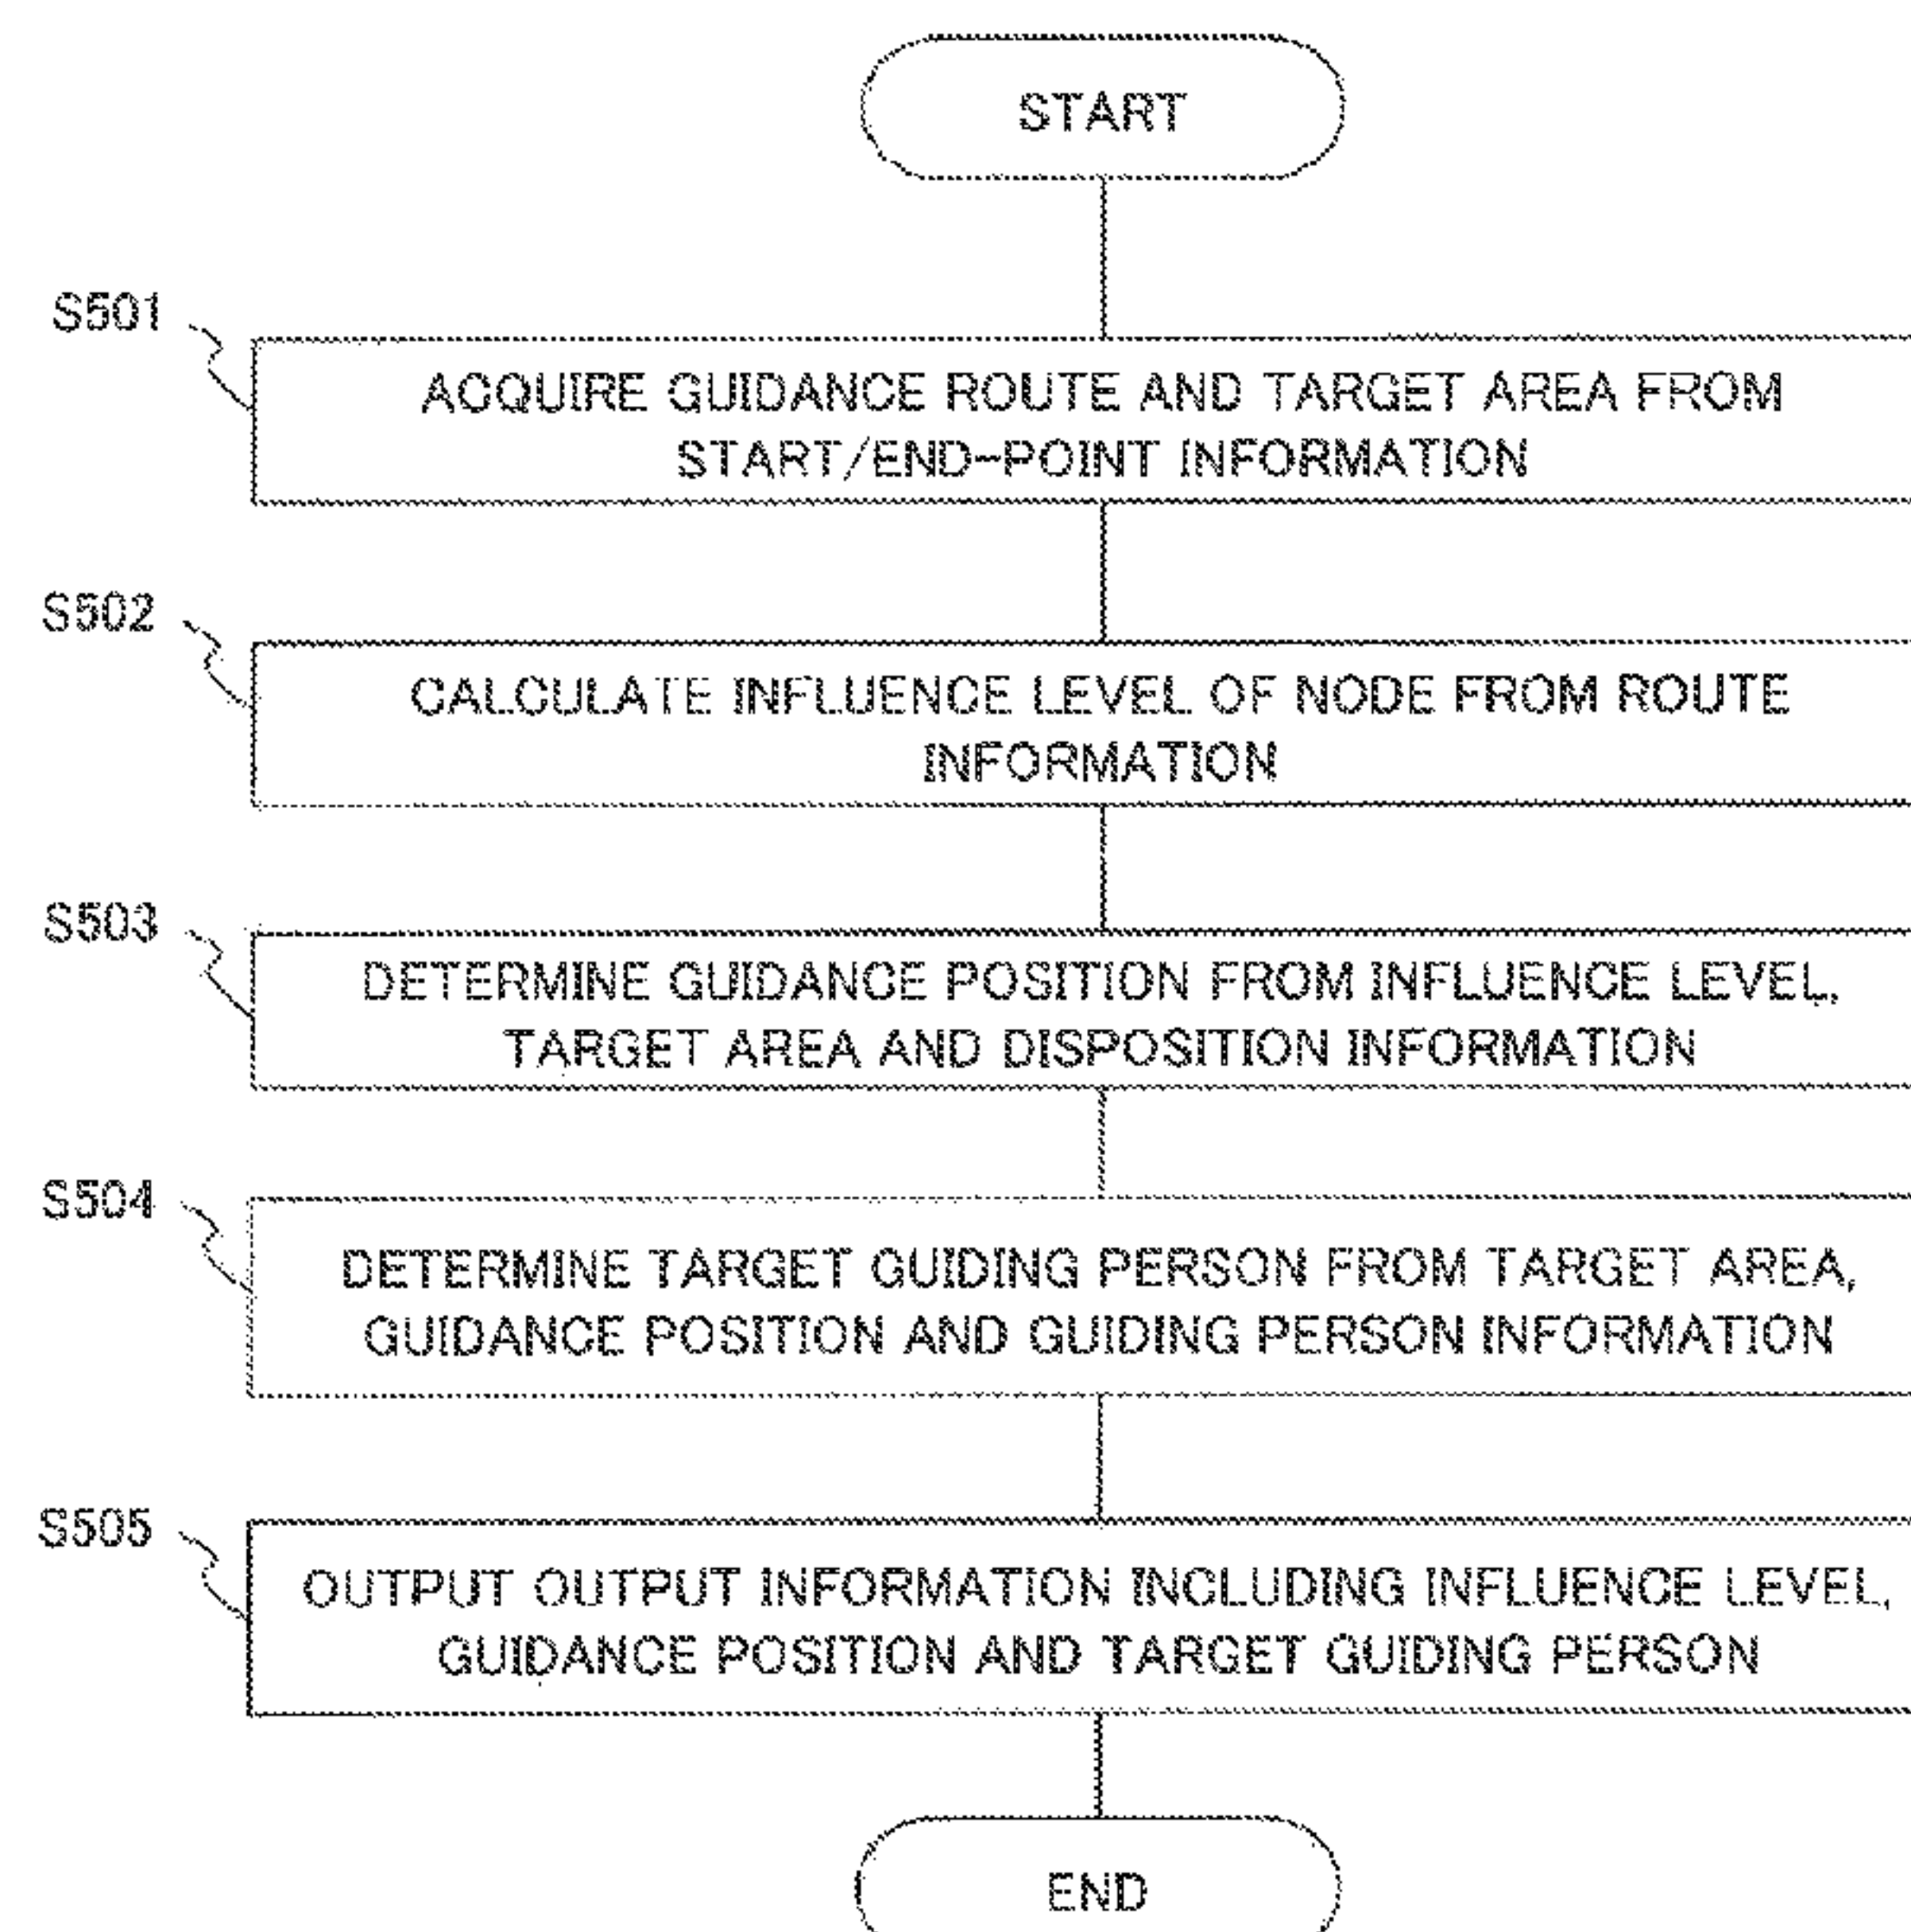 START
S501
ACQUIRE GUIDANCE ROUTE AND TARGET AREA FROM
START/END-POINT INFORMATION
S502
CALCULATE INFLUENCE LEVEL OF NODE FROM ROUTE
INFORMATION
S503
DETERMINE GUIDANCE POSITION FROM INFLUENCE LEVEL,
TARGET AREA AND DISPOSITION INFORMATION
S504
DETERMINE TARGET GUIDING PERSON FROM TARGET AREA,
GUIDANCE POSITION AND GUIDING PERSON INFORMATION
S505
OUTPUT OUTPUT INFORMATION INCLUDING INFLUENCE LEVEL,
GUIDANCE POSITION AND TARGET GUIDING PERSON
END